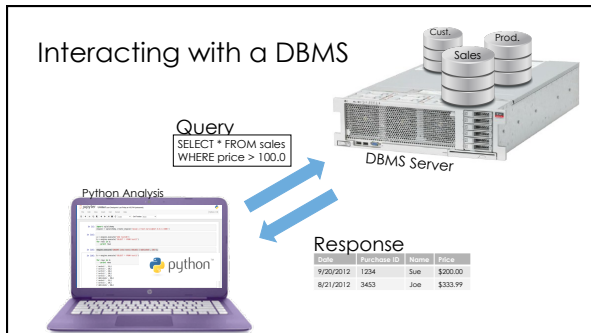 Interacting with a DBMS
Cust.
Prod.
Sales
DBMS Server
Query
SELECT * FROM sales
WHERE price > 100.0
Python Analysis
python
Response
Date Purchase ID Name Price
9/20/2012 1234 Sue $200.00
8/21/2012 3453 Joe $333.99